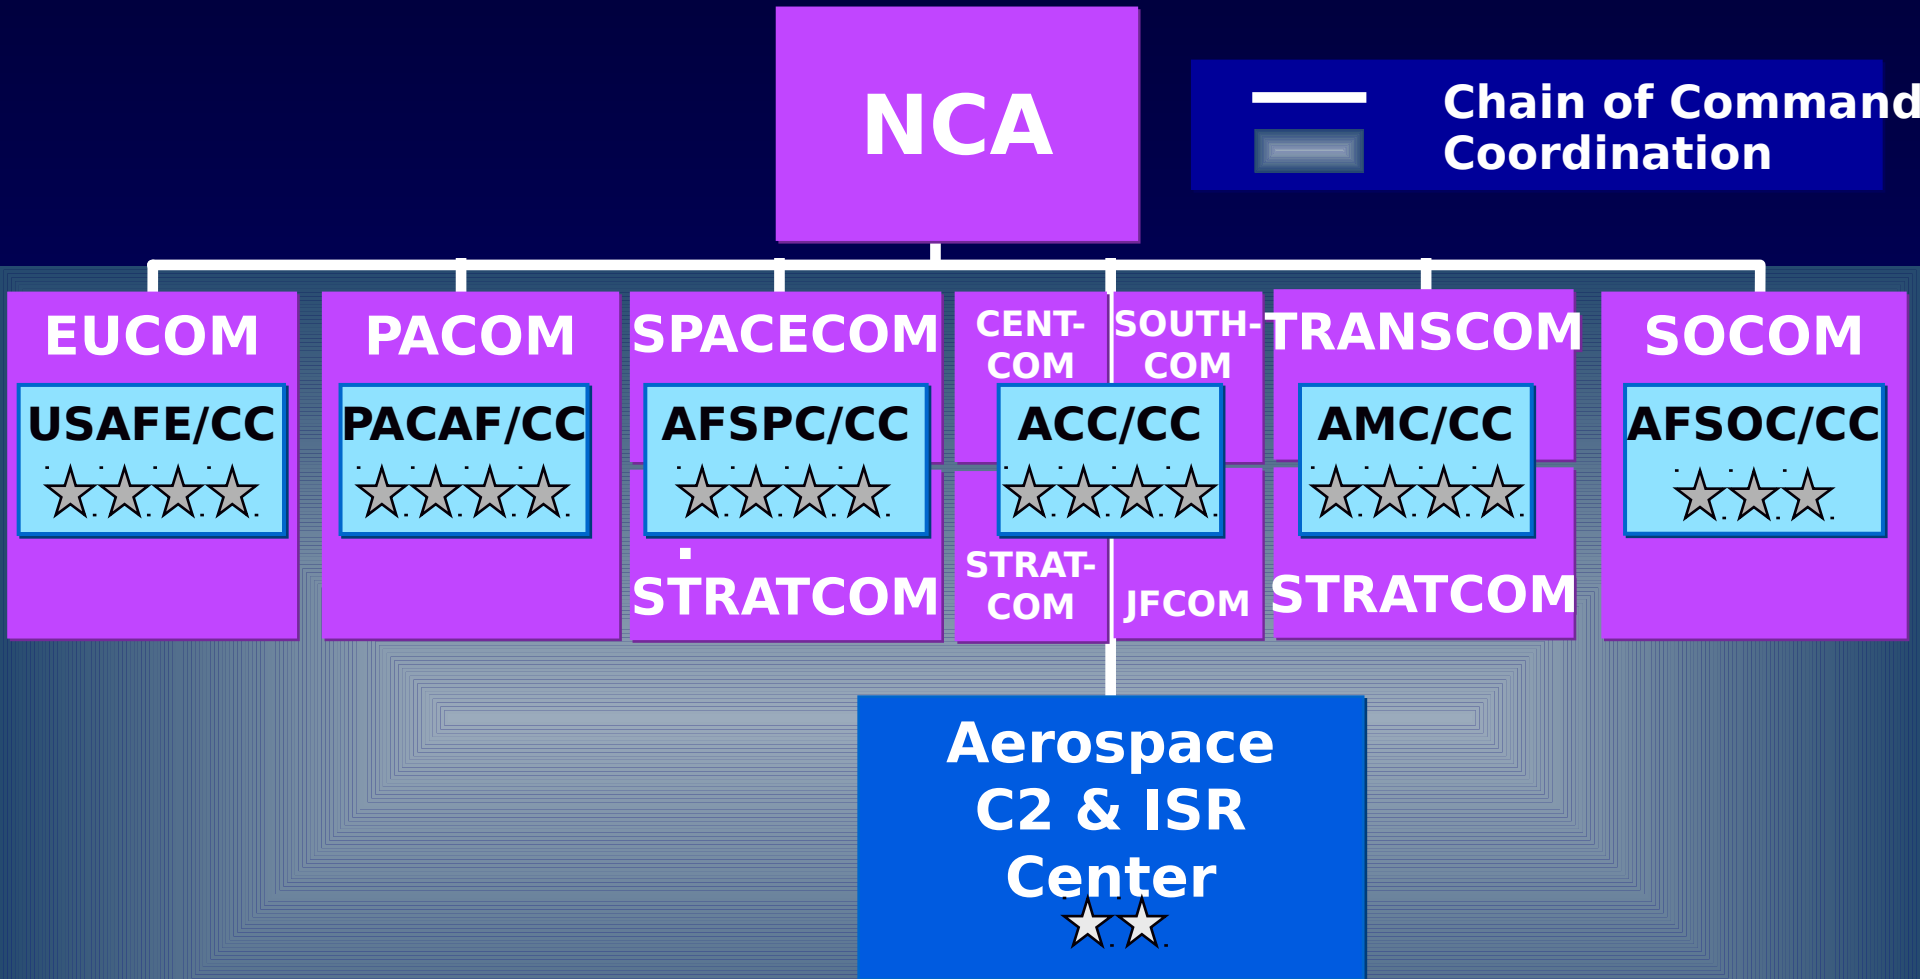 NCA
Chain of Command
Coordination
EUCOM
PACOM
SPACECOM
CENT-
COM
SOUTH-
COM
TRANSCOM
SOCOM
USAFE/CC
PACAF/CC
AFSPC/CC
ACC/CC
AMC/CC
AFSOC/CC
STRATCOM
STRAT-
COM
JFCOM
STRATCOM
Aerospace
C2 & ISR
Center